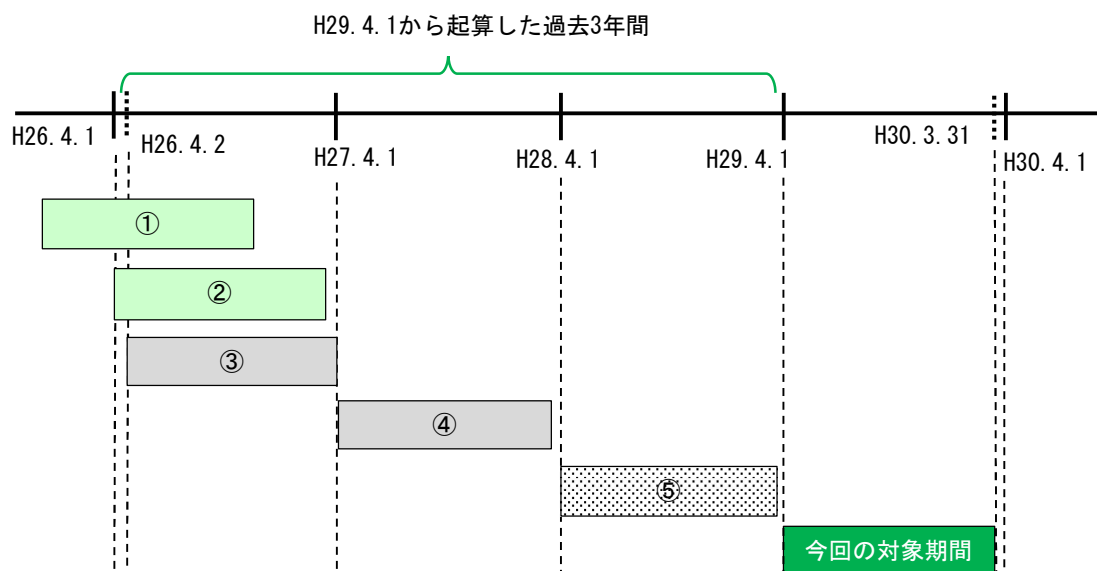 H29.4.1から起算した過去3年間
H26.4.1
H26.4.2
H27.4.1
H28.4.1
H29.4.1
H30.3.31
H30.4.1
①
②
③
④
⑤
今回の対象期間